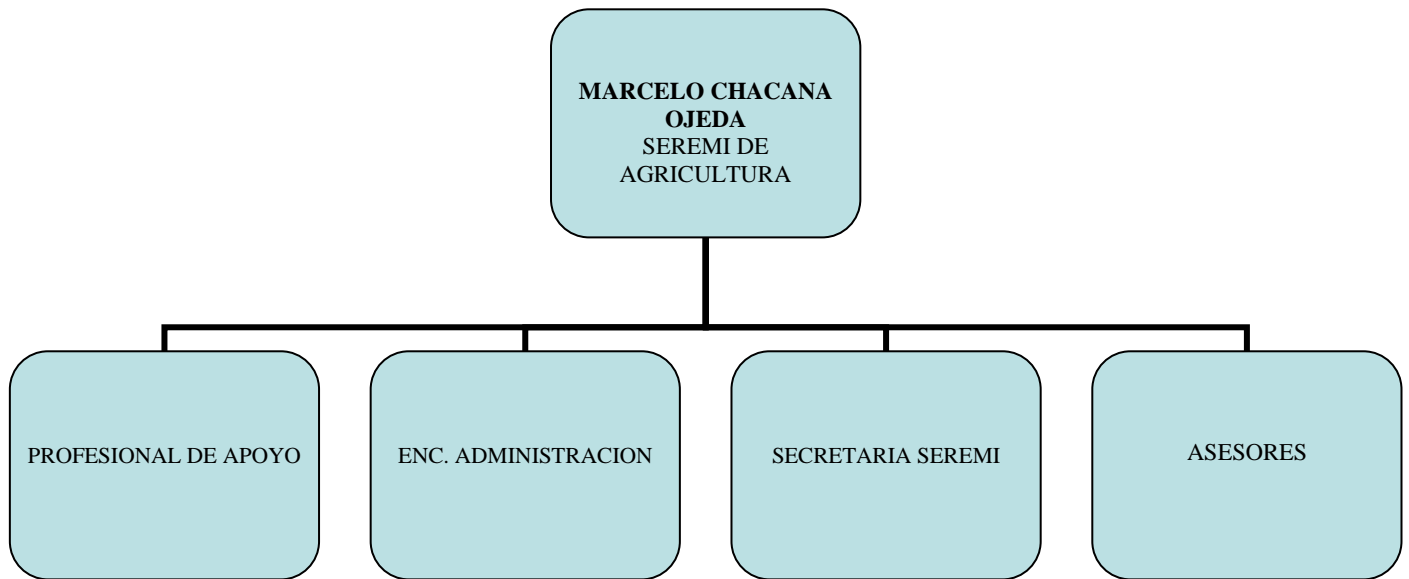 MARCELO CHACANA
OJEDA
SEREMI DE
AGRICULTURA
PROFESIONAL DE APOYO
ENC. ADMINISTRACION
SECRETARIA SEREMI
ASESORES